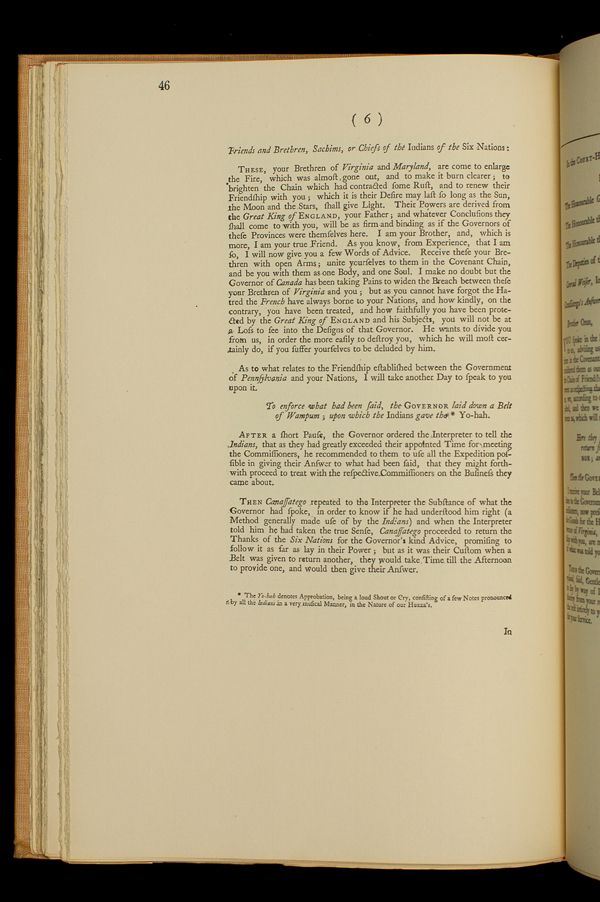 46
( 6 )
Friends and Brethren, Sachims, or Chiefs of the Indians of the Six Nations:
THESE, your Brethren of Virginia and Maryland, are come to enlarge
the Fire, which was almoſt gone out, and to make it burn clearer; to
brighten the Chain which had contracted ſome Ruſt, and to renew their
Friendſhip with you; which it is their Deſire may laſt ſo long as the Sun,
the Moon and the Stars, ſhall give Light. Their Powers are derived from
the Great King of ENGLAND, your Father; and whatever Concluſions they
ſhall come to with you, will be as firm and binding as if the Governors of
theſe Provinces were themſelves here. I am your Brother, and, which is
more, I am your true Friend. As you know, from Experience, that I am
ſo, I will now give you a few Words of Advice. Receive theſe your Bre-
thren with open Arms; unite yourſelves to them in the Covenant Chain,
and be you with them as one Body, and one Soul. I make no doubt but the
Governor of Canada has been taking Pains to widen the Breach between theſe
your Brethren of Virginia and you; but as you cannot have forgot the Ha-
tred the French have always borne to your Nations, and how kindly, on the
contrary, you have been treated, and how faithfully you have been prote-
cted by the Great King of ENGLAND and his Subjects, you will not be at
a Loſs to ſee into the Deſigns of that Governor. He wants to divide you
from us, in order the more eaſily to deſtroy you, which he will moſt cer-
tainly do, if you ſuffer yourſelves to be deluded by him.
As to what relates to the Friendſhip eſtabliſhed between the Government
of Pennſylvania and your Nations, I will take another Day to ſpeak to you
upon it.
To enforce what had been ſaid, the GOVERNOR laid down a Belt
of Wampum; upon which the Indians gave the * Yo-hah.
AFTER a ſhort Pauſe, the Governor ordered the Interpreter to tell the
Indians, that as they had greatly exceeded their appointed Time for meeting
the Commiſſioners, he recommended to them to uſe all the Expedition poſ-
ſible in giving their Anſwer to what had been ſaid, that they might forth-
with proceed to treat with the reſpective Commiſſioners on the Buſineſs they
came about.
THEN Canaſſatego repeated to the Interpreter the Subſtance of what the
Governor had ſpoke, in order to know if he had underſtood him right (a
Method generally made uſe of by the Indians) and when the Interpreter
told him he had taken the true Senſe, Canaſſatego proceeded to return the
Thanks of the Six Nations for the Governor's kind Advice, promiſing to
follow it as far as lay in their Power; but as it was their Cuſtom when a
Belt was given to return another, they would take Time till the Afternoon
to provide one, and would then give their Anſwer.
* The Yo-hah denotes Approbation, being a loud Shout or Cry, conſiſting of a few Notes pronounced
by all the Indians in a very muſical Manner, in the Nature of our Huzza's.
In